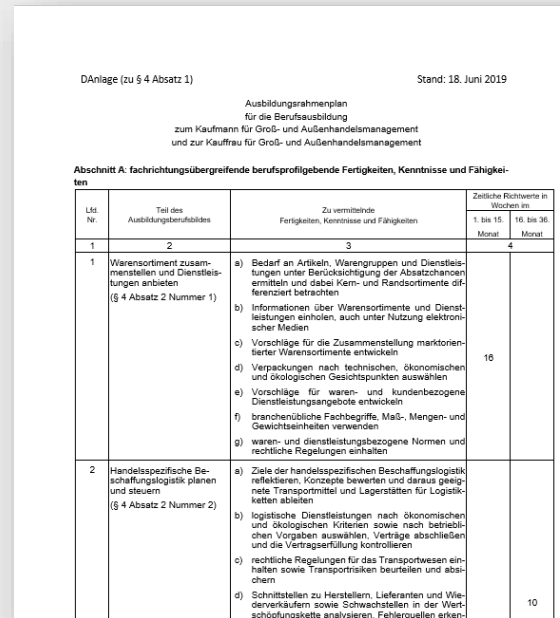 DAnlage (zu § 4 Absatz 1) Stand: 18. Juni 2019
Ausbildungsrahmenplan
für die Berufsausbildung
zum Kaufmann für Groß- und Außenhandelsmanagement
und zur Kauffrau für Groß- und Außenhandelsmanagement
Abschnitt A: fachrichtungsübergreifende berufsprofilgebende Fertigkeiten, Kenntnisse und Fähigkei-
ten
Lfd.
Nr.
Teil des
Ausbildungsberufsbildes
Zu vermittelnde
Fertigkeiten, Kenntnisse und Fähigkeiten
Zeitliche Richtwerte in
Wochen im
1. bis 15.
Monat
16. bis 36.
Monat
1 2 3 4
1
Warensortiment zusam-
menstellen und Dienstleis-
tungen anbieten
(§ 4 Absatz 2 Nummer 1)
a) Bedarf an Artikeln, Warengruppen und Dienstleis-
tungen unter Berücksichtigung der Absatzchancen
ermitteln und dabei Kern- und Randsortimente dif-
ferenziert betrachten
b) Informationen über Warensortimente und Dienst-
leistungen einholen, auch unter Nutzung elektroni-
scher Medien
c) Vorschläge für die Zusammenstellung marktorien-
tierter Warensortimente entwickeln
d) Verpackungen nach technischen, ökonomischen
und ökologischen Gesichtspunkten auswählen
e) Vorschläge für waren- und kundenbezogene
Dienstleistungsangebote entwickeln
f) branchenübliche Fachbegriffe, Maß-, Mengen- und
Gewichtseinheiten verwenden
g) waren- und dienstleistungsbezogene Normen und
rechtliche Regelungen einhalten
16
2
Handelsspezifische Be-
schaffungslogistik planen
und steuern
(§ 4 Absatz 2 Nummer 2)
a) Ziele der handelsspezifischen Beschaffungslogistik
reflektieren, Konzepte bewerten und daraus geeig-
nete Transportmittel und Lagerstätten für Logistik-
ketten ableiten
b) logistische Dienstleistungen nach ökonomischen
und ökologischen Kriterien sowie nach betriebli-
chen Vorgaben auswählen, Verträge abschließen
und die Vertragserfüllung kontrollieren
c) rechtliche Regelungen für das Transportwesen ein-
halten sowie Transportrisiken beurteilen und absi-
chern
d) Schnittstellen zu Herstellern, Lieferanten und Wie-
derverkäufern sowie Schwachstellen in der Wert-
schöpfungskette analysieren, Fehlerquellen erken-
10